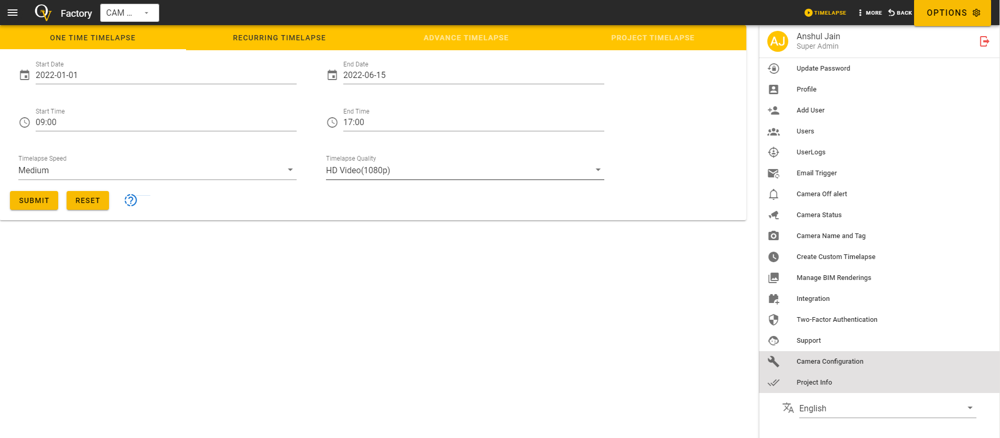 OV Factory CAM ... TIMELAPSE MORE BACK OPTIONS
ONE TIME TIMELAPSE RECURRING TIMELAPSE ADVANCE TIMELAPSE PROJECT TIMELAPSE
Start Date
2022-01-01
End Date
2022-06-15
Start Time
09:00
End Time
17:00
Timelapse Speed
Medium
Timelapse Quality
HD Video(1080p)
SUBMIT RESET ?
AJ
Anshul Jain
Super Admin
Update Password
Profile
Add User
Users
UserLogs
Email Trigger
Camera Off alert
Camera Status
Camera Name and Tag
Create Custom Timelapse
Manage BIM Renderings
Integration
Two-Factor Authentication
Support
Camera Configuration
Project Info
English